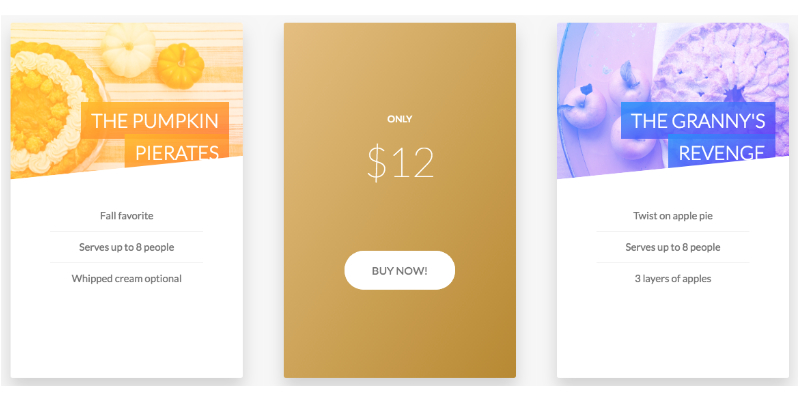 THE PUMPKIN
PIERATES
Fall favorite
Serves up to 8 people
Whipped cream optional
ONLY
$12
BUY NOW!
THE GRANNY'S
REVENGE
Twist on apple pie
Serves up to 8 people
3 layers of apples